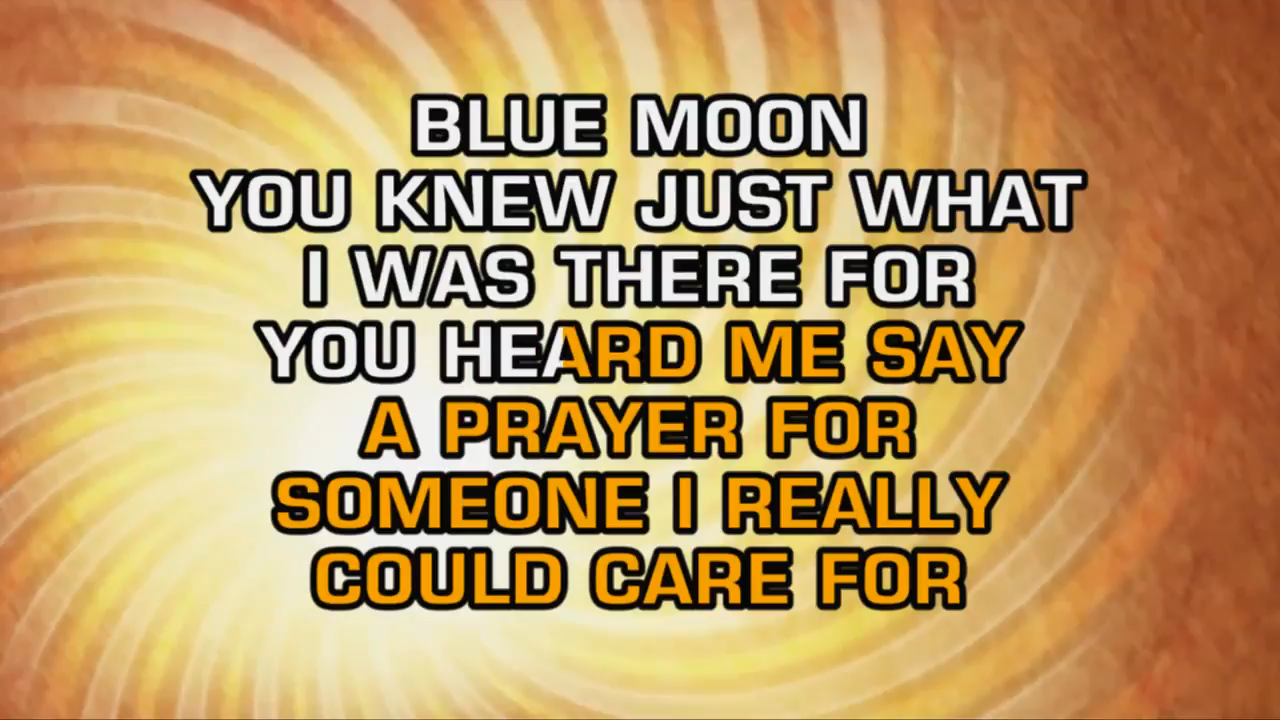 BLUE MOON
YOU KNEW JUST WHAT
I WAS THERE FOR
YOU HEARD ME SAY
A PRAYER FOR
SOMEONE I REALLY
COULD CARE FOR